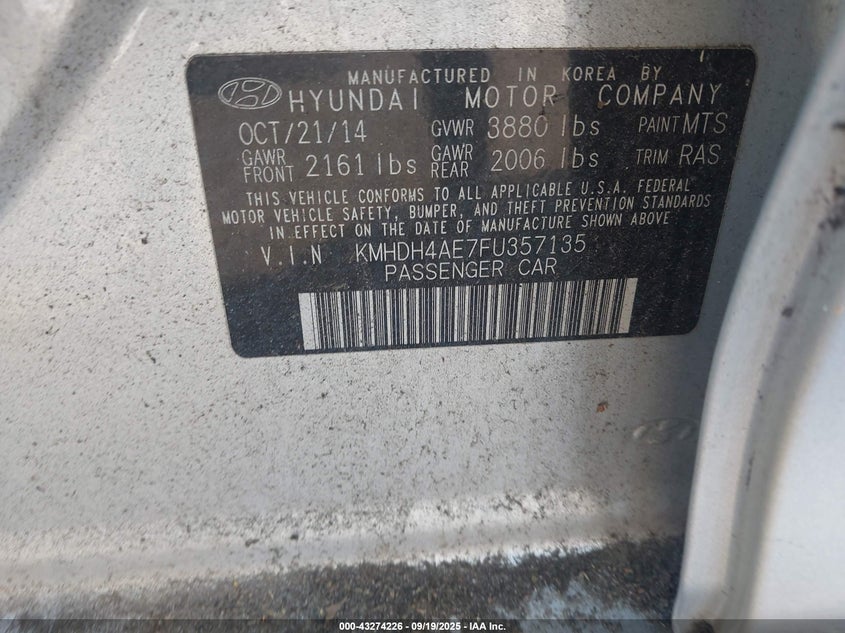 MANUFACTURED IN KOREA BY
HYUNDAI MOTOR COMPANY
OCT/21/14 GVWR 3880 lbs PAINT MTS
GAWR FRONT 2161 lbs GAWR REAR 2006 lbs TRIM RAS
THIS VEHICLE CONFORMS TO ALL APPLICABLE U.S.A. FEDERAL
MOTOR VEHICLE SAFETY, BUMPER, AND THEFT PREVENTION STANDARDS
IN EFFECT ON THE DATE OF MANUFACTURE SHOWN ABOVE
V.I.N KMHDH4AE7FU357135
PASSENGER CAR
000-43274226 - 09/19/2025 - IAA Inc.